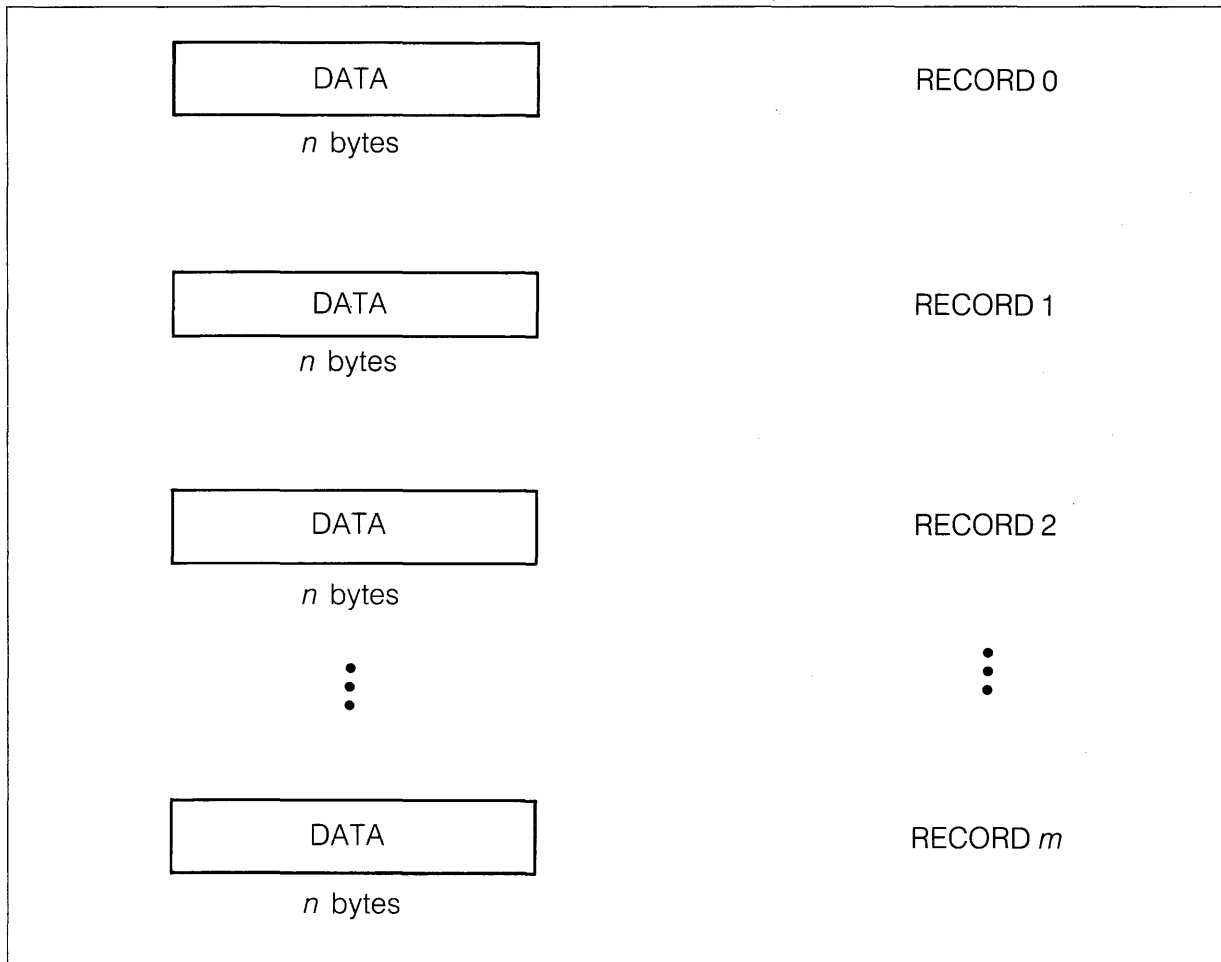 DATA RECORD 0
n bytes
DATA RECORD 1
n bytes
DATA RECORD 2
n bytes
DATA RECORD m
n bytes